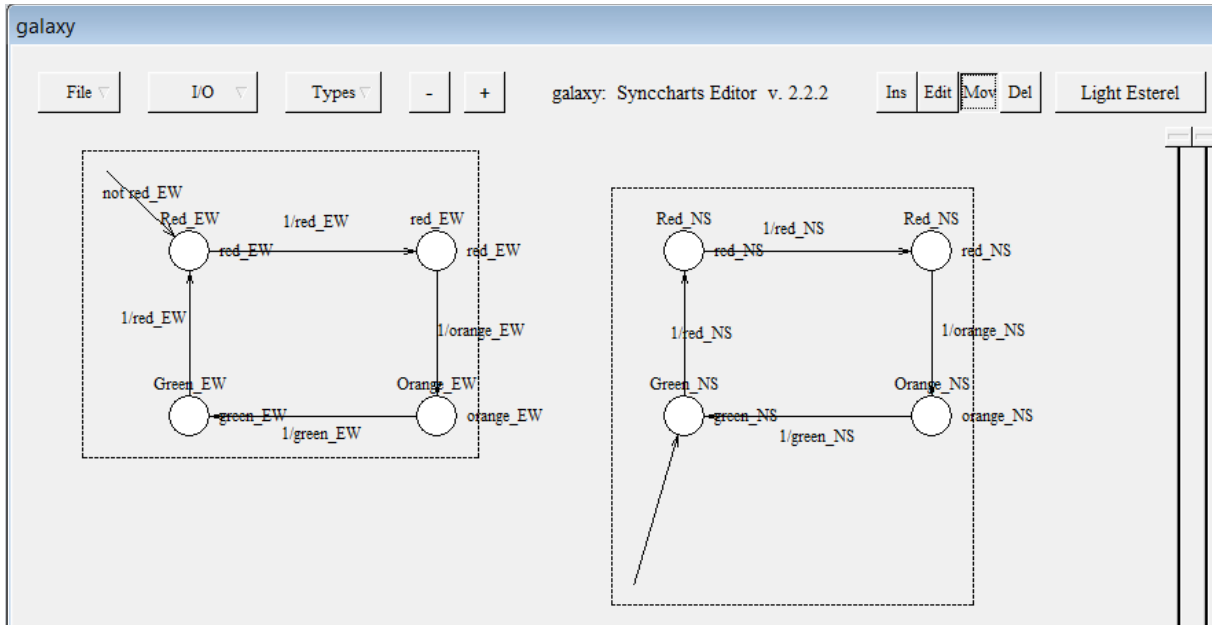 galaxy
File I/O Types - + galaxy: Synccharts Editor v. 2.2.2 Ins Edit Mov Del Light Esterel
not red_EW
Red_EW
1/red_EW
red_EW
red_EW
red_EW
1/red_EW
1/orange_EW
Green_EW
Orange_EW
green_EW
orange_EW
1/green_EW
Red_NS
1/red_NS
Red_NS
red_NS
red_NS
1/red_NS
1/orange_NS
Green_NS
Orange_NS
green_NS
orange_NS
1/green_NS